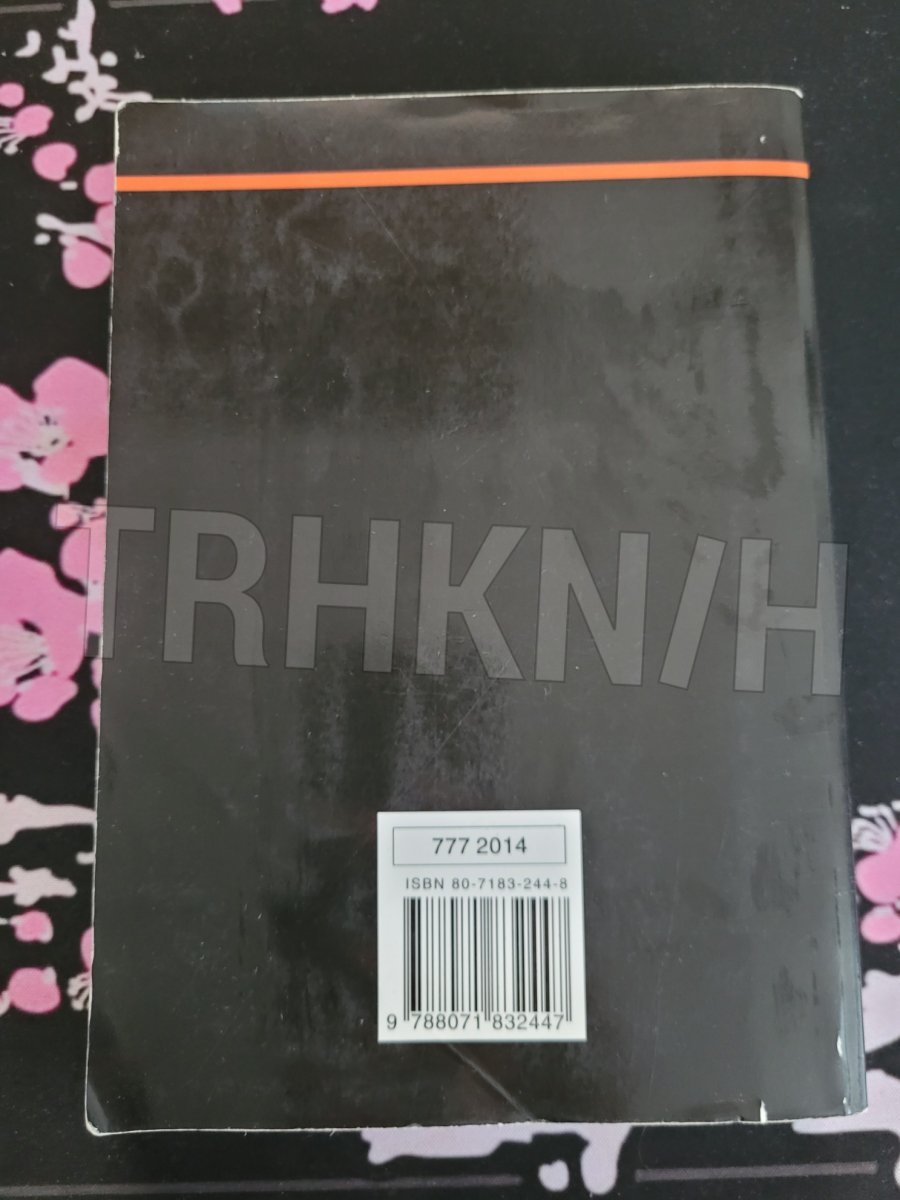 TRHKN/H
777 2014
ISBN 80-7183-244-8
9 788071 832447